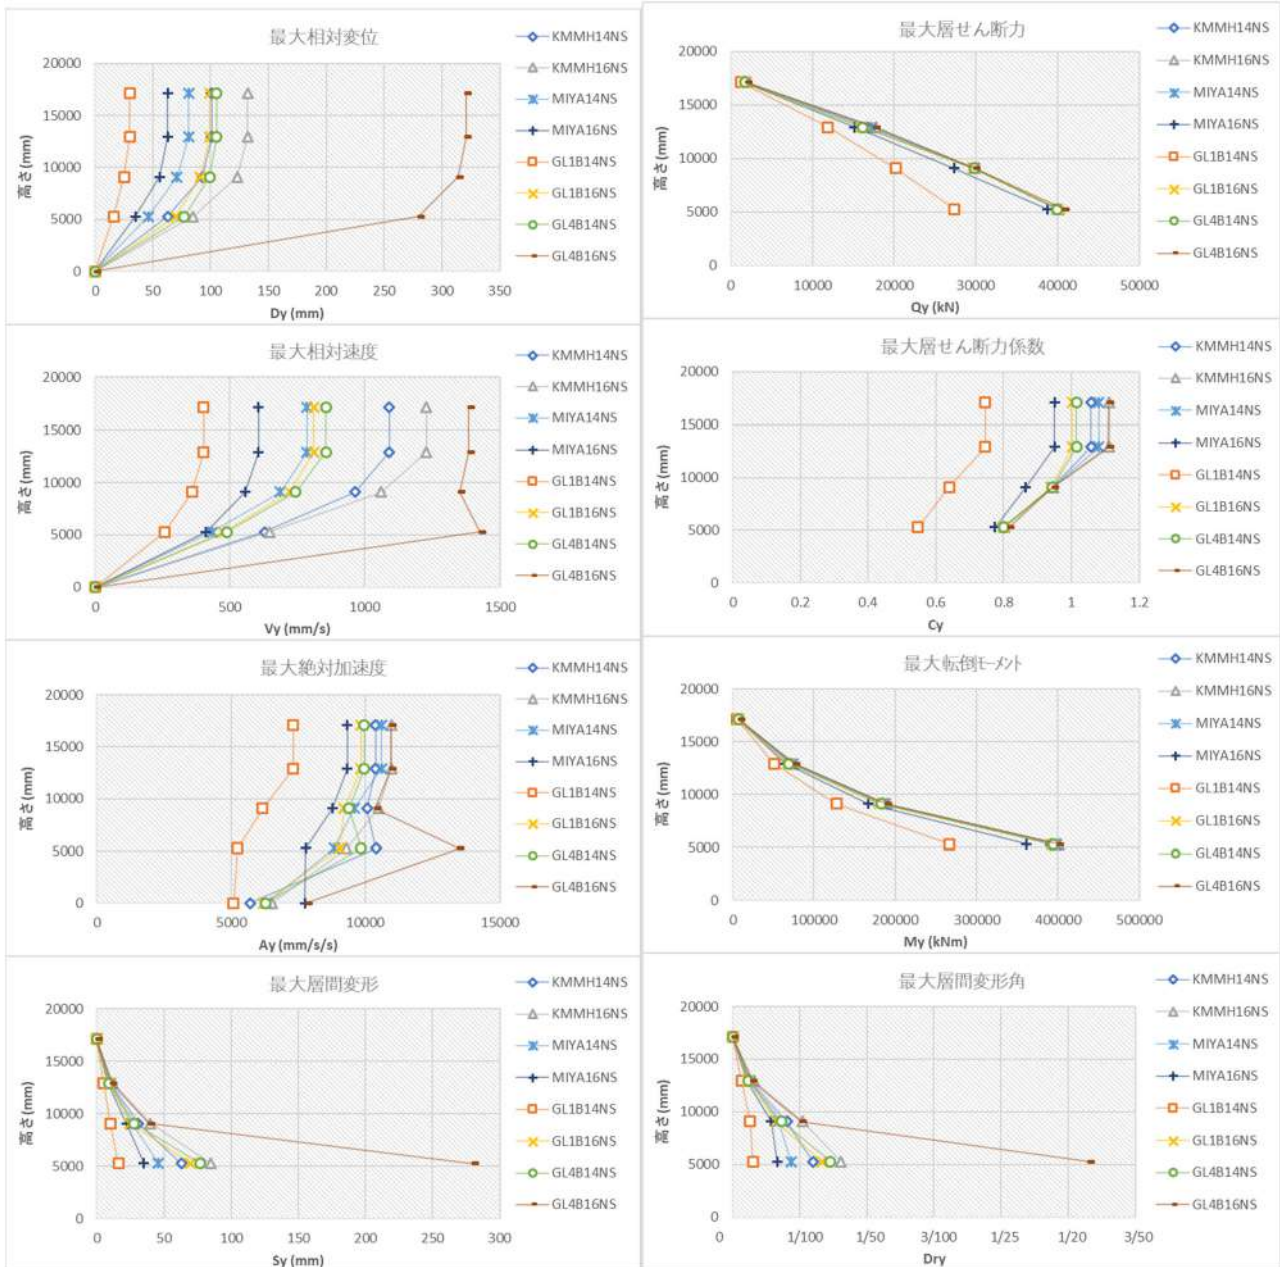 最大相対変位
20000
15000
10000
5000
0
高さ(mm)
0 50 100 150 200 250 300 350
Dy (mm)
KMMH14NS
KMMH16NS
MIYA14NS
MIYA16NS
GL1B14NS
GL1B16NS
GL4B14NS
GL4B16NS
最大層せん断力
20000
15000
10000
5000
0
高さ(mm)
0 10000 20000 30000 40000 50000
Qy (kN)
KMMH14NS
KMMH16NS
MIYA14NS
MIYA16NS
GL1B14NS
GL1B16NS
GL4B14NS
GL4B16NS
最大相対速度
20000
15000
10000
5000
0
高さ(mm)
0 500 1000 1500
Vy (mm/s)
KMMH14NS
KMMH16NS
MIYA14NS
MIYA16NS
GL1B14NS
GL1B16NS
GL4B14NS
GL4B16NS
最大層せん断力係数
20000
15000
10000
5000
0
高さ(mm)
0 0.2 0.4 0.6 0.8 1 1.2
Cy
KMMH14NS
KMMH16NS
MIYA14NS
MIYA16NS
GL1B14NS
GL1B16NS
GL4B14NS
GL4B16NS
最大絶対加速度
20000
15000
10000
5000
0
高さ(mm)
0 5000 10000 15000
Ay (mm/s/s)
KMMH14NS
KMMH16NS
MIYA14NS
MIYA16NS
GL1B14NS
GL1B16NS
GL4B14NS
GL4B16NS
最大転倒ﾓｰﾒﾝﾄ
20000
15000
10000
5000
0
高さ(mm)
0 100000 200000 300000 400000 500000
My (kNm)
KMMH14NS
KMMH16NS
MIYA14NS
MIYA16NS
GL1B14NS
GL1B16NS
GL4B14NS
GL4B16NS
最大層間変形
20000
15000
10000
5000
0
高さ(mm)
0 50 100 150 200 250 300
Sy (mm)
KMMH14NS
KMMH16NS
MIYA14NS
MIYA16NS
GL1B14NS
GL1B16NS
GL4B14NS
GL4B16NS
最大層間変形角
20000
15000
10000
5000
0
高さ(mm)
0 1/100 1/50 3/100 1/25 1/20 3/50
Dry
KMMH14NS
KMMH16NS
MIYA14NS
MIYA16NS
GL1B14NS
GL1B16NS
GL4B14NS
GL4B16NS